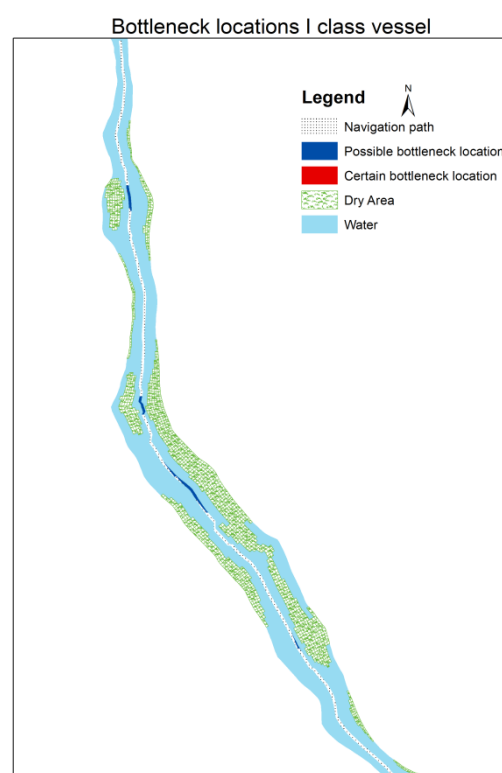 Bottleneck locations I class vessel
Legend
N
Navigation path
Possible bottleneck location
Certain bottleneck location
Dry Area
Water